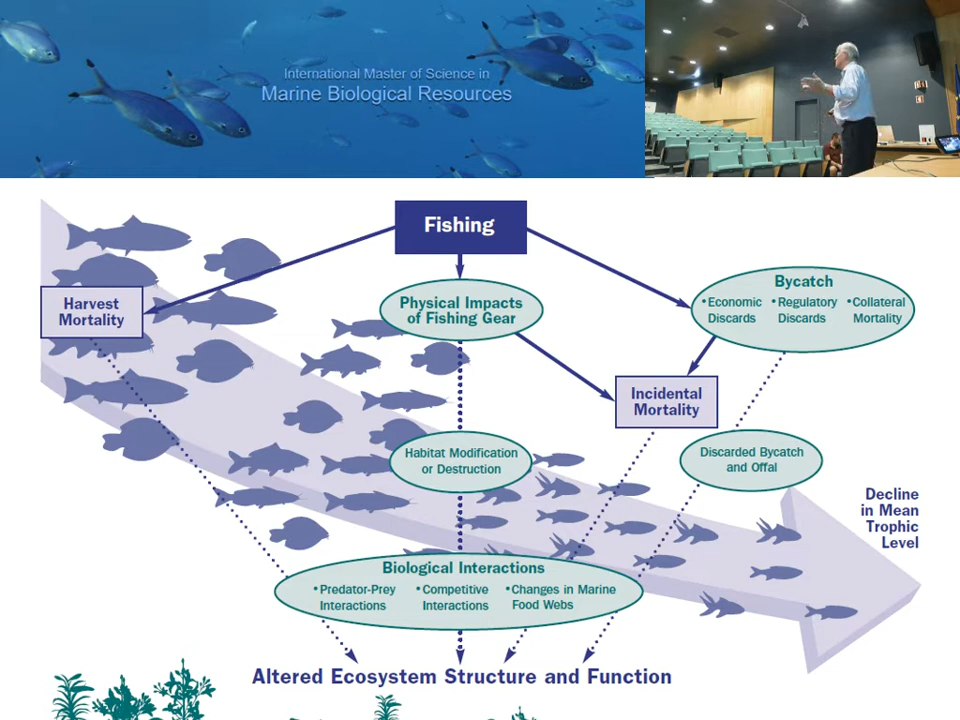 International Master of Science in
Marine Biological Resources
Fishing
Harvest
Mortality
Physical Impacts
of Fishing Gear
Bycatch
•Economic
Discards
•Regulatory
Discards
•Collateral
Mortality
Incidental
Mortality
Habitat Modification
or Destruction
Discarded Bycatch
and Offal
Decline
in Mean
Trophic
Level
Biological Interactions
•Predator-Prey
Interactions
•Competitive
Interactions
•Changes in Marine
Food Webs
Altered Ecosystem Structure and Function